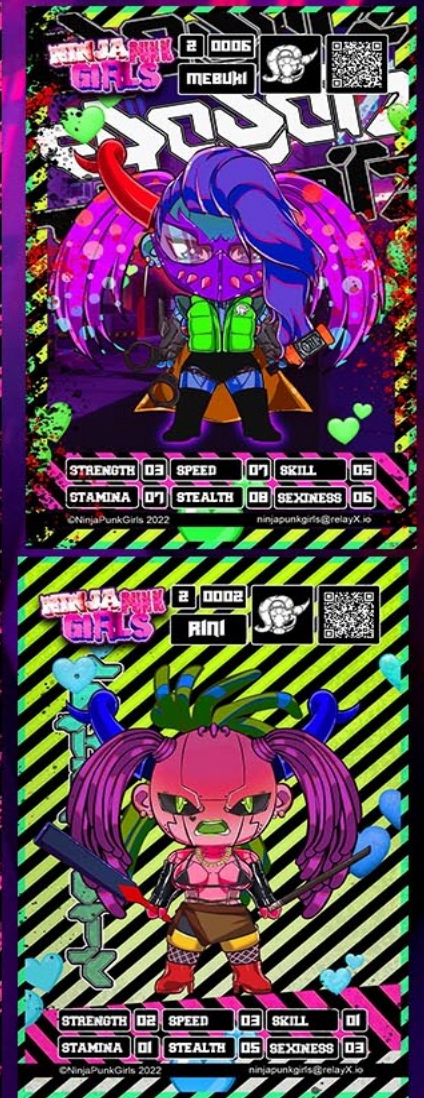 NINJA PUNK GIRLS
2 0006
MEBUKI
STRENGTH 03 SPEED 07 SKILL 05
STAMINA 07 STEALTH 08 SEXINESS 06
©NinjaPunkGirls 2022 ninjapunkgirls@relayX.io
NINJA PUNK GIRLS
2 0002
RINI
STRENGTH 02 SPEED 03 SKILL 01
STAMINA 01 STEALTH 05 SEXINESS 03
©NinjaPunkGirls 2022 ninjapunkgirls@relayX.io